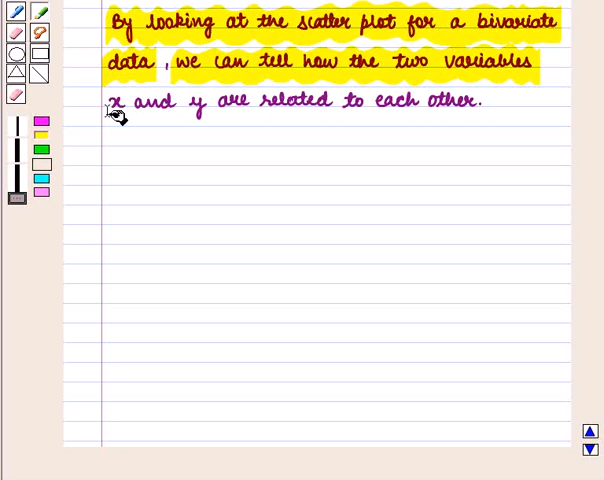 By looking at the scatter plot for a bivariate
data , we can tell how the two variables
x and y are related to each other.